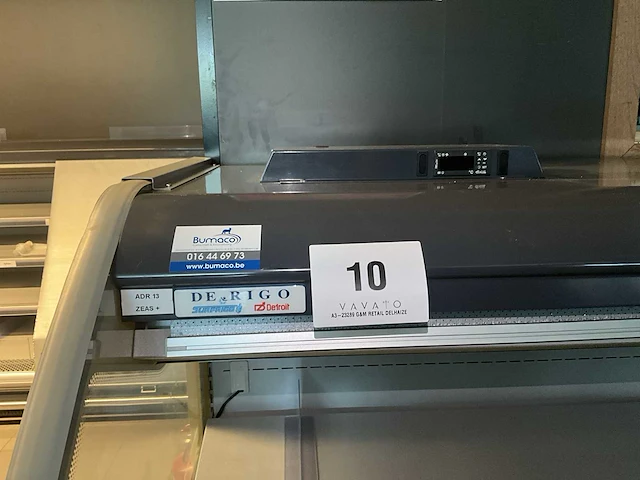 Bumaco
016 44 69 73
www.bumaco.be
ADR 13
ZEAS +
DE RIGO
Detroit
10
VAVATO
A3-23289 G&M RETAIL DELHAIZE